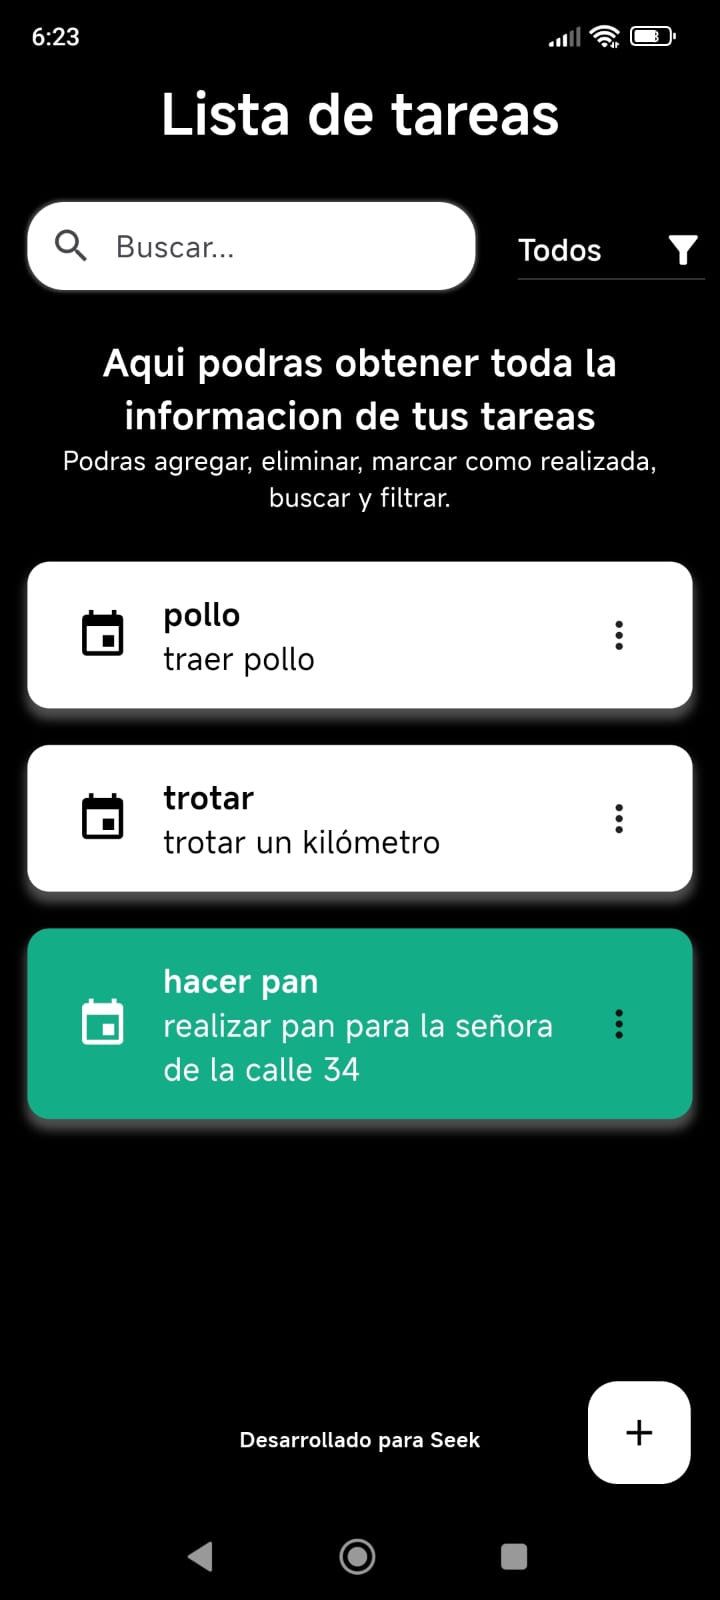 6:23
Lista de tareas
Buscar...
Todos
Aqui podras obtener toda la
informacion de tus tareas
Podras agregar, eliminar, marcar como realizada,
buscar y filtrar.
pollo
traer pollo
trotar
trotar un kilómetro
hacer pan
realizar pan para la señora
de la calle 34
Desarrollado para Seek